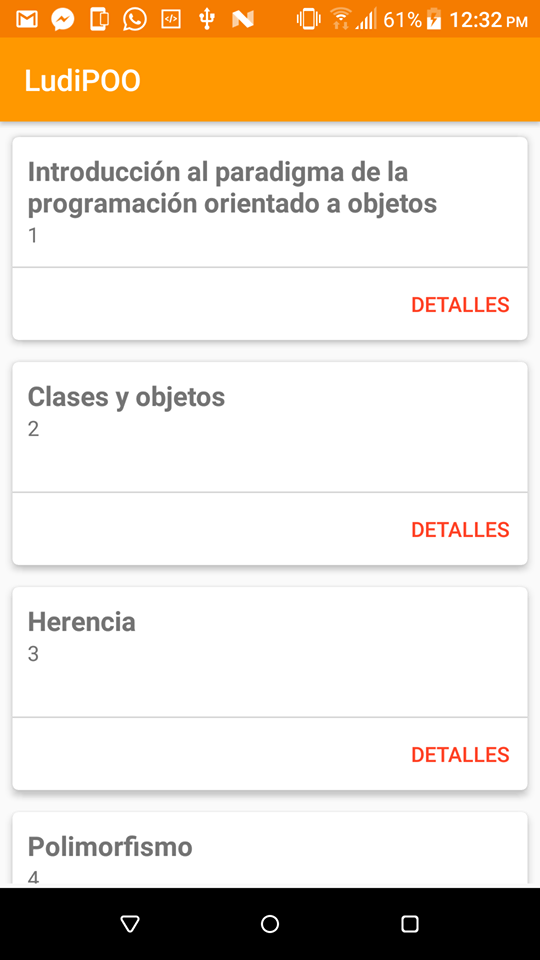 61% 12:32 PM
LudiPOO
Introducción al paradigma de la
programación orientado a objetos
1
DETALLES
Clases y objetos
2
DETALLES
Herencia
3
DETALLES
Polimorfismo
4